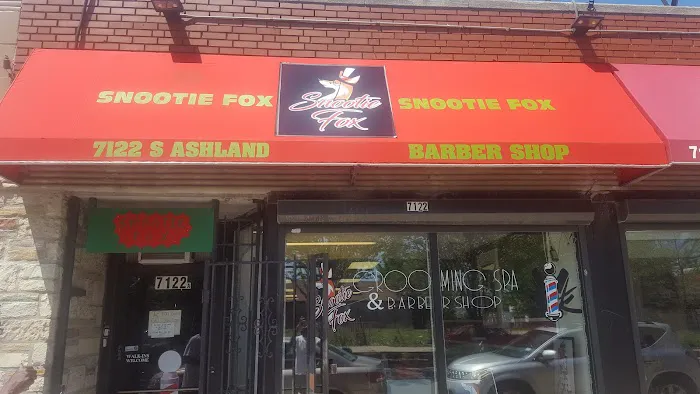 SNOOTIE FOX
Snootie
Fox
SNOOTIE FOX
7122 S ASHLAND
BARBER SHOP
7122
7122
WALK-INS
WELCOME
Snootie
Fox
GROOMING SPA
& BARBER SHOP